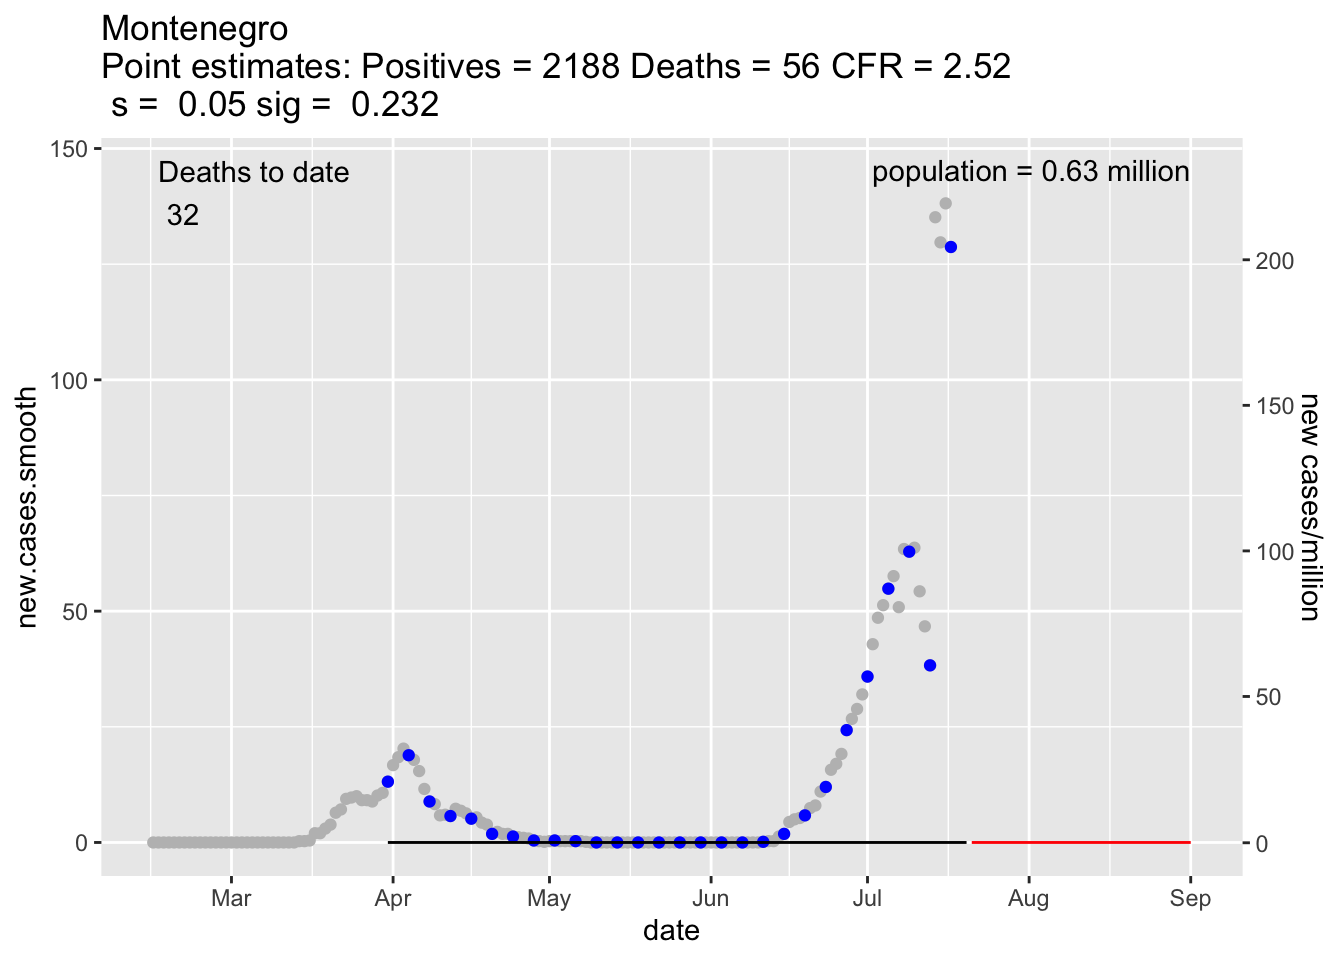 Montenegro
Point estimates: Positives = 2188 Deaths = 56 CFR = 2.52
s = 0.05 sig = 0.232
Deaths to date
32
population = 0.63 million
new.cases.smooth
150
100
50
0
200
150
100
50
0
new cases/million
Mar Apr May Jun Jul Aug Sep
date